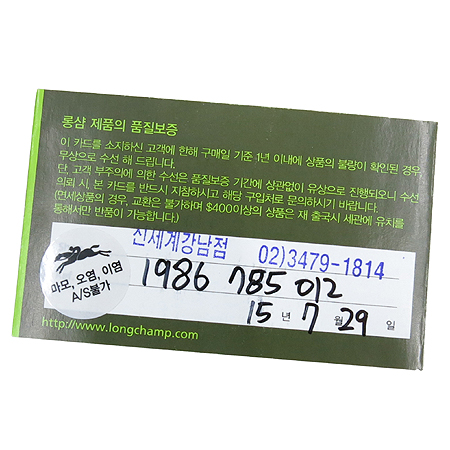 롱샴 제품의 품질보증
이 카드를 소지하신 고객에 한해 구매일 기준 1년 이내에 상품의 불량이 확인된 경우,
무상으로 수선 해 드립니다.
단, 고객 부주의에 의한 수선은 품질보증 기간에 상관없이 유상으로 진행되오니 수선
의뢰 시, 본 카드를 반드시 지참하시고 해당 구입처로 문의하시기 바랍니다.
(면세상품의 경우, 교환은 불가하며 $400이상의 상품은 재 출국시 세관에 유치를
통해서만 반품이 가능합니다.)
신세계강남점 02)3479-1814
1986 785 012
15년 7월 29일
마모, 오염, 이염
A/S불가
http://www.longchamp.com